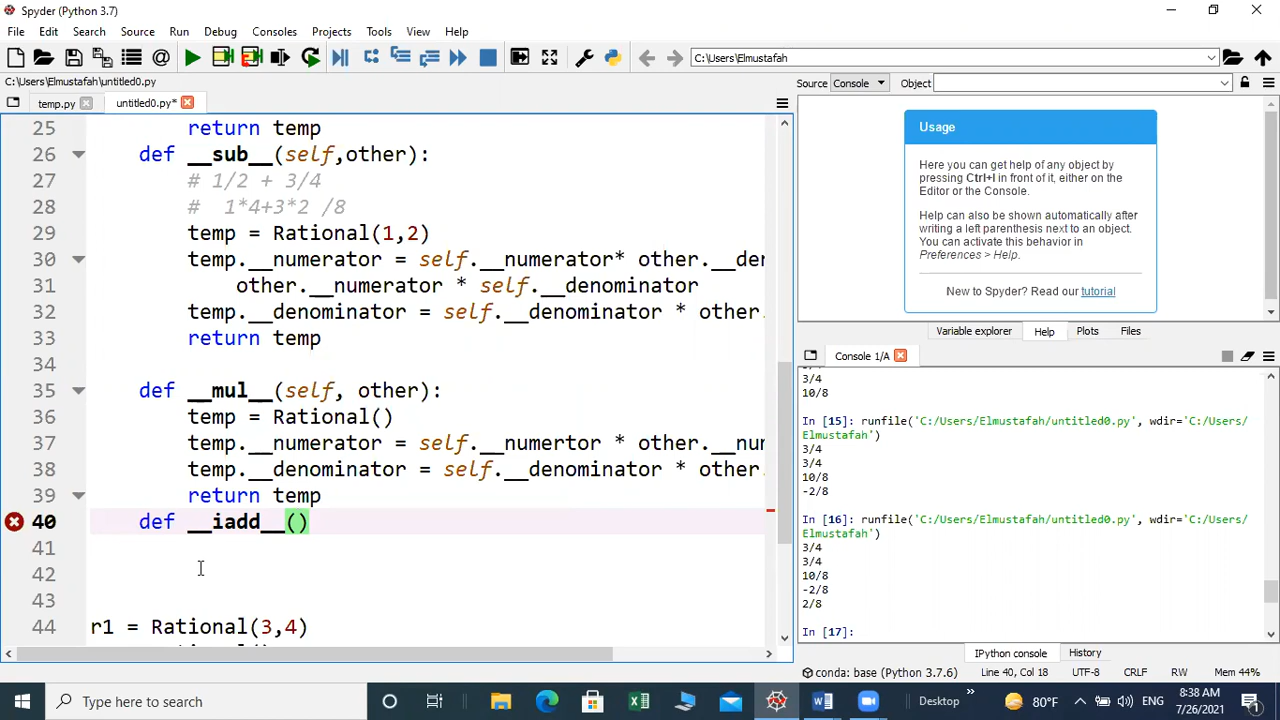 Spyder (Python 3.7)
File Edit Search Source Run Debug Consoles Projects Tools View Help
C:\Users\Elmustafah
C:\Users\Elmustafah\untitled0.py
temp.py
untitled0.py*
25 return temp
26 def __sub__(self,other):
27 # 1/2 + 3/4
28 #  1*4+3*2 /8
29 temp = Rational(1,2)
30 temp.__numerator = self.__numerator* other.__de
31 other.__numerator * self.__denominator
32 temp.__denominator = self.__denominator * other.
33 return temp
34
35 def __mul__(self, other):
36 temp = Rational()
37 temp.__numerator = self.__numertor * other.__nu
38 temp.__denominator = self.__denominator * other.
39 return temp
40 def __iadd__()
41
42
43
44 r1 = Rational(3,4)
Source Console Object
Usage
Here you can get help of any object by
pressing Ctrl+I in front of it, either on the
Editor or the Console.
Help can also be shown automatically after
writing a left parenthesis next to an object.
You can activate this behavior in
Preferences > Help.
New to Spyder? Read our tutorial
Variable explorer Help Plots Files
Console 1/A
3/4
10/8
In [15]: runfile('C:/Users/Elmustafah/untitled0.py', wdir='C:/Users/
Elmustafah')
3/4
3/4
10/8
-2/8
In [16]: runfile('C:/Users/Elmustafah/untitled0.py', wdir='C:/Users/
Elmustafah')
3/4
3/4
10/8
-2/8
2/8
In [17]:
IPython console History
conda: base (Python 3.7.6) Line 40, Col 18 UTF-8 CRLF RW Mem 44%
Type here to search
Desktop
80°F
ENG
8:38 AM
7/26/2021
1